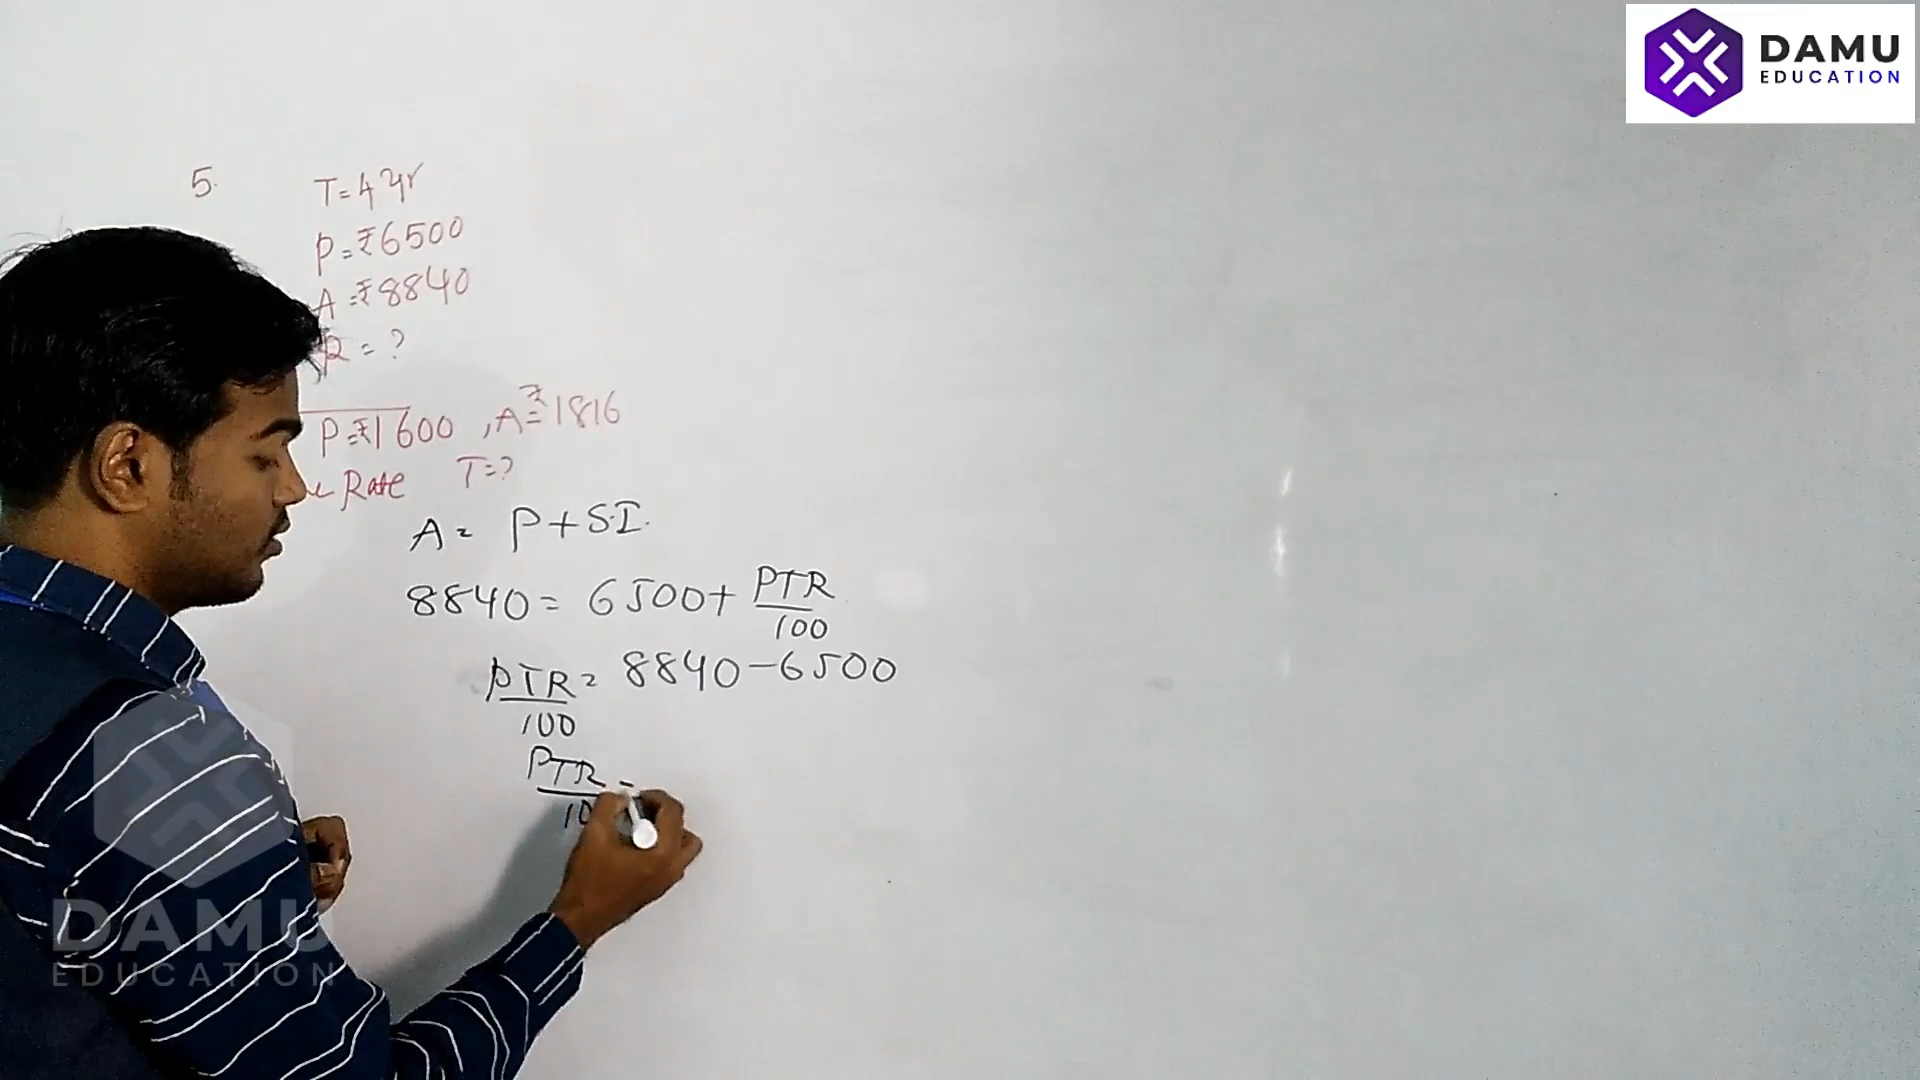 DAMU
EDUCATION
5.
T=4yr
P=₹6500
A=₹8840
R=?
P=₹1600, A=₹1816
Rate T=?
A= P+S.I.
8840= 6500+ PTR/100
PTR/100 = 8840-6500
PTR/10 =
DAMU
EDUCATION